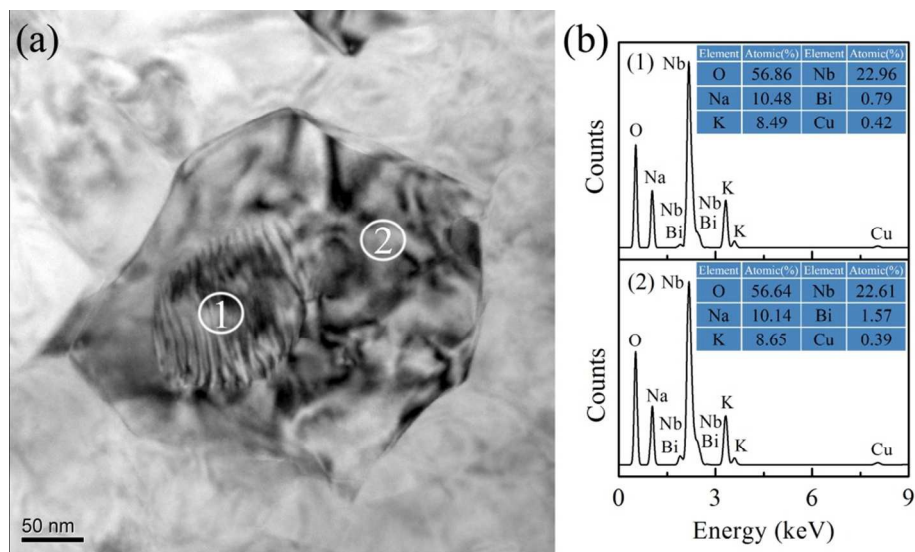 (a)
1
2
50 nm
(b)
(1)
Element Atomic(%) Element Atomic(%)
O 56.86 Nb 22.96
Na 10.48 Bi 0.79
K 8.49 Cu 0.42
Nb
O
Na
Nb
Bi
Nb
Bi
K
K
Cu
Counts
(2)
Element Atomic(%) Element Atomic(%)
O 56.64 Nb 22.61
Na 10.14 Bi 1.57
K 8.65 Cu 0.39
Nb
O
Na
Nb
Bi
Nb
Bi
K
K
Cu
Counts
0 3 6 9
Energy (keV)